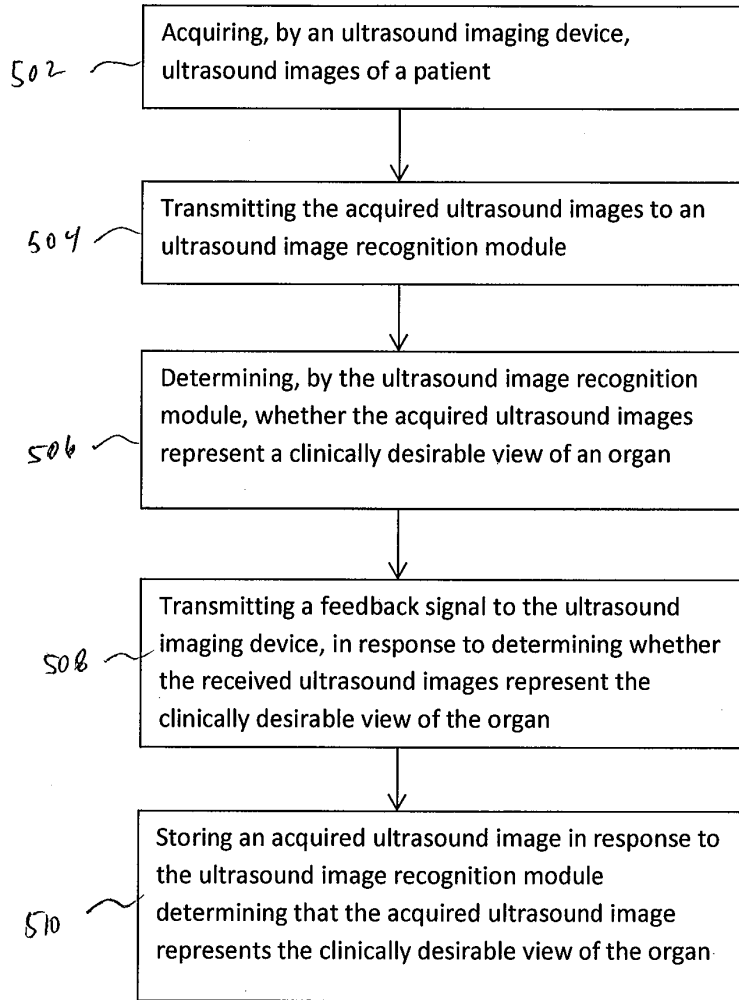 502
Acquiring, by an ultrasound imaging device,
ultrasound images of a patient
504
Transmitting the acquired ultrasound images to an
ultrasound image recognition module
506
Determining, by the ultrasound image recognition
module, whether the acquired ultrasound images
represent a clinically desirable view of an organ
508
Transmitting a feedback signal to the ultrasound
imaging device, in response to determining whether
the received ultrasound images represent the
clinically desirable view of the organ
510
Storing an acquired ultrasound image in response to
the ultrasound image recognition module
determining that the acquired ultrasound image
represents the clinically desirable view of the organ